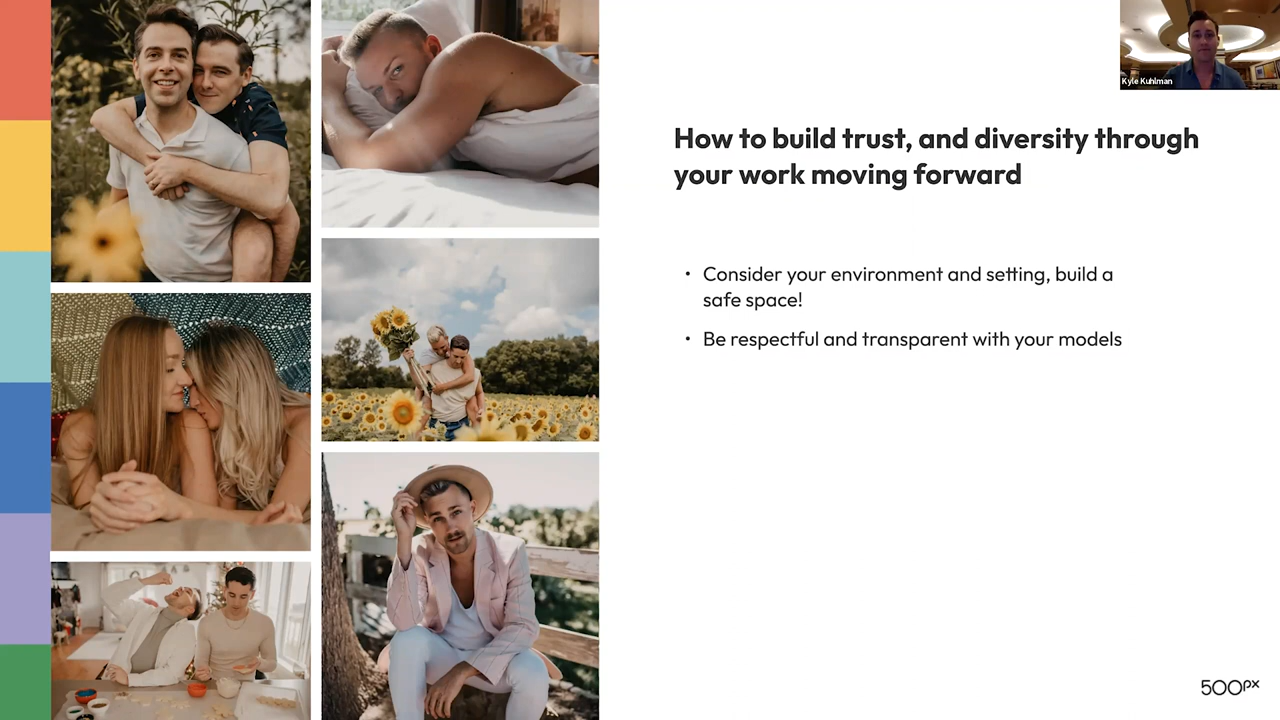 Kyle Kuhlman
How to build trust, and diversity through
your work moving forward
• Consider your environment and setting, build a
safe space!
• Be respectful and transparent with your models
500px